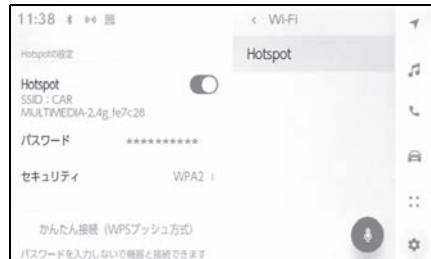 11:38
Wi-Fi
Hotspotの設定
Hotspot
Hotspot
SSID：CAR
MULTIMEDIA-2.4g_fe7c28
パスワード **********
セキュリティ WPA2
かんたん接続（WPSプッシュ方式）
パスワードを入力しないで機器と接続できます